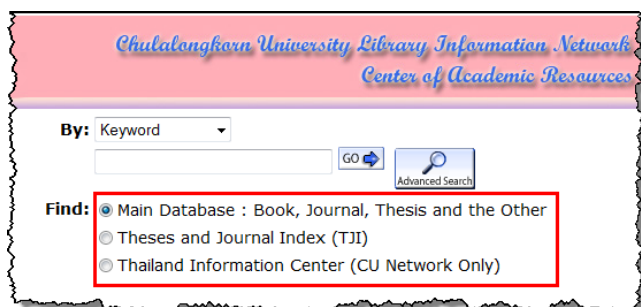 Chulalongkorn University Library Information Network
Center of Academic Resources
By: Keyword
GO
Advanced Search
Find: Main Database : Book, Journal, Thesis and the Other
Theses and Journal Index (TJI)
Thailand Information Center (CU Network Only)